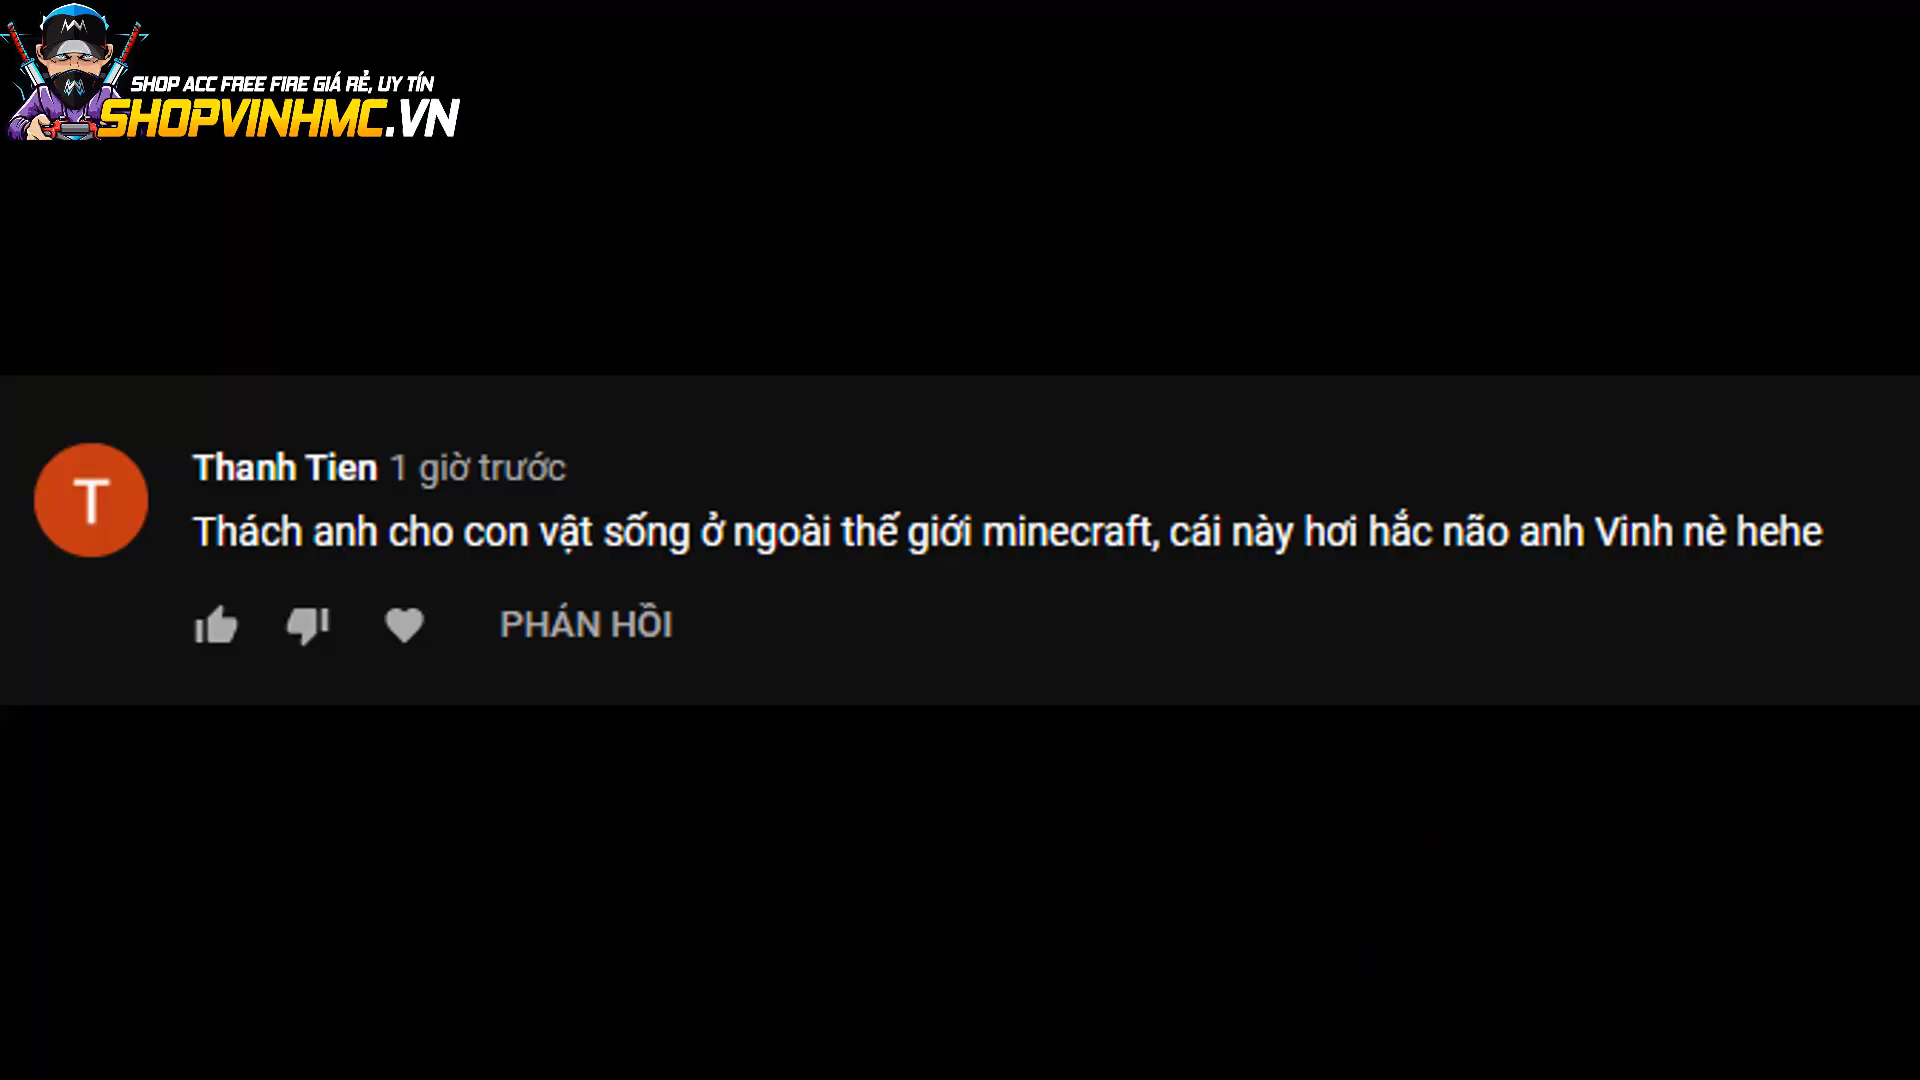 SHOP ACC FREE FIRE GIÁ RẺ, UY TÍN
SHOPVINHMC.VN
Thanh Tien 1 giờ trước
T
Thách anh cho con vật sống ở ngoài thế giới minecraft, cái này hơi hắc não anh Vinh nè hehe
PHẢN HỒI